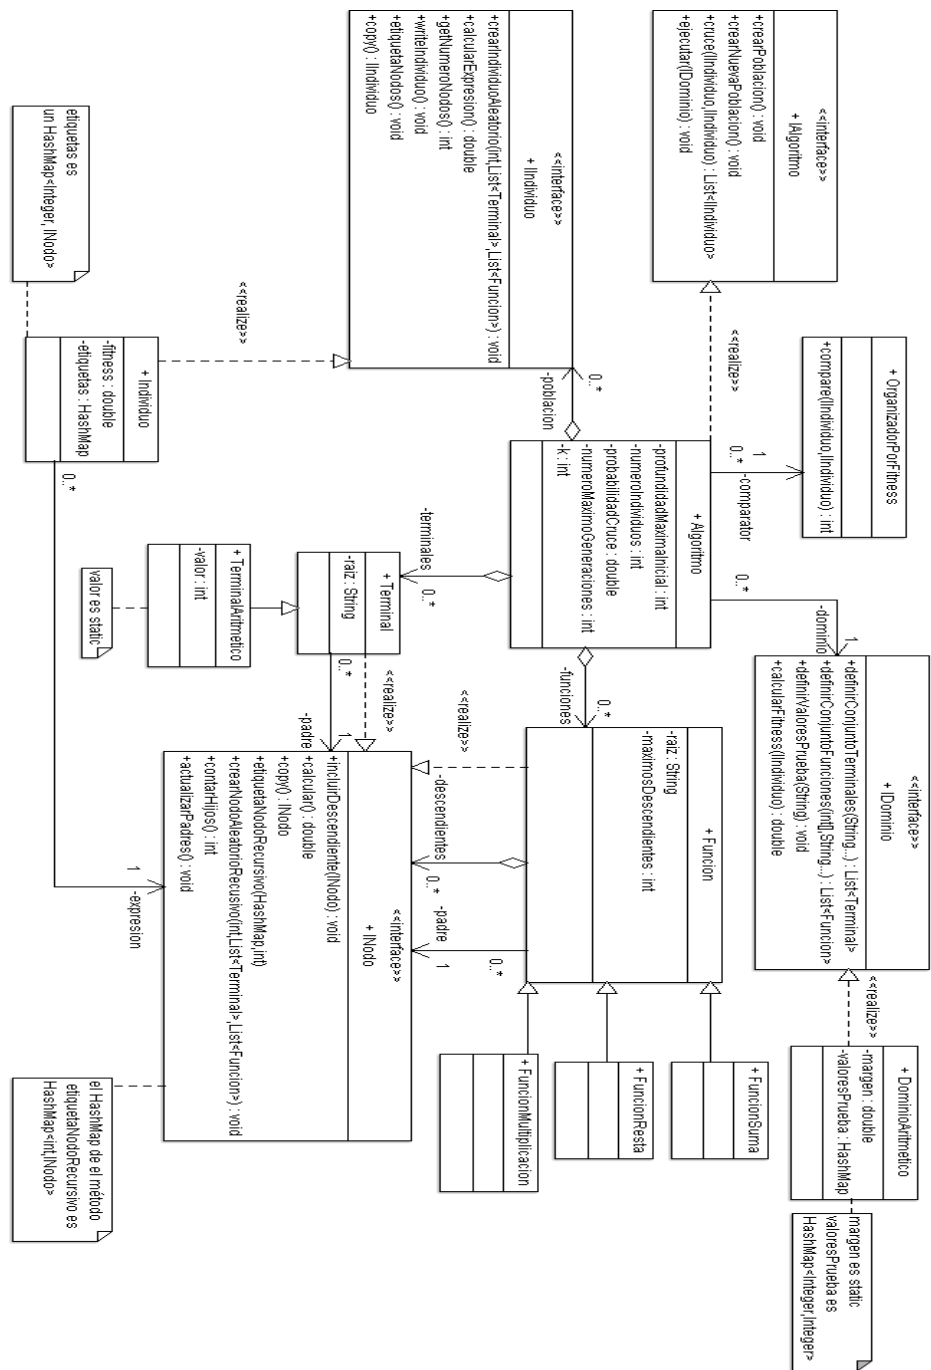 <<interface>>
+ IAlgoritmo
+crearPoblacion() : void
+crearNuevaPoblacion() : void
+cruce(IIndividuo,IIndividuo) : List<IIndividuo>
+ejecutar(IDominio) : void
<<realize>>
+ OrganizadorPorFitness
+compare(IIndividuo,IIndividuo) : int
1
-comparator
0..*
<<interface>>
+ IDominio
+definirConjuntoTerminales(String...) : List<Terminal>
+definirConjuntoFunciones(int[],String...) : List<Funcion>
+definirValoresPrueba(String) : void
+calcularFitness(IIndividuo) : double
1
-dominio
0..*
<<realize>>
+ DominioAritmetico
-margen : double
-valoresPrueba : HashMap
margen es static
valoresPrueba es
HashMap<Integer,Integer>
<<interface>>
+ IIndividuo
+crearIndividuoAleatorio(int,List<Terminal>,List<Funcion>) : void
+calcularExpresion() : double
+getNumeroNodos() : int
+writeIndividuo() : void
+etiquetaNodos() : void
+copy() : IIndividuo
0..*
-poblacion
+ Algoritmo
-profundidadMaximaInicial : int
-numeroIndividuos : int
-probabilidadCruce : double
-numeroMaximoGeneraciones : int
-k : int
-terminales
0..*
-funciones
0..*
+ Funcion
-raiz : String
-maximosDescendientes : int
+ FuncionSuma
+ FuncionResta
+ FuncionMultiplicacion
<<realize>>
-descendientes
0..*
0..*
-padre
1
+ Terminal
-raiz : String
0..*
<<realize>>
1
-padre
+ TerminalAritmetico
-valor : int
valor es static
<<interface>>
+ INodo
+incluirDescendiente(INodo) : void
+calcular() : double
+copy() : INodo
+etiquetaNodoRecursivo(HashMap,int)
+crearNodoAleatorioRecusivo(int,List<Terminal>,List<Funcion>) : void
+contarHijos() : int
+actualizarPadres() : void
el HashMap de el método
etiquetaNodoRecursivo es
HashMap<int,INodo>
<<realize>>
+ Individuo
-fitness : double
-etiquetas : HashMap
0..*
1
-expresion
etiquetas es
un HashMap<Integer, INodo>